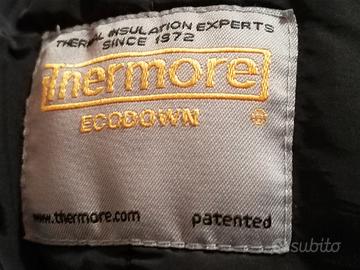 THERMAL INSULATION EXPERTS
SINCE 1972
Thermore
ECODOWN
®
www.thermore.com
patented
subito